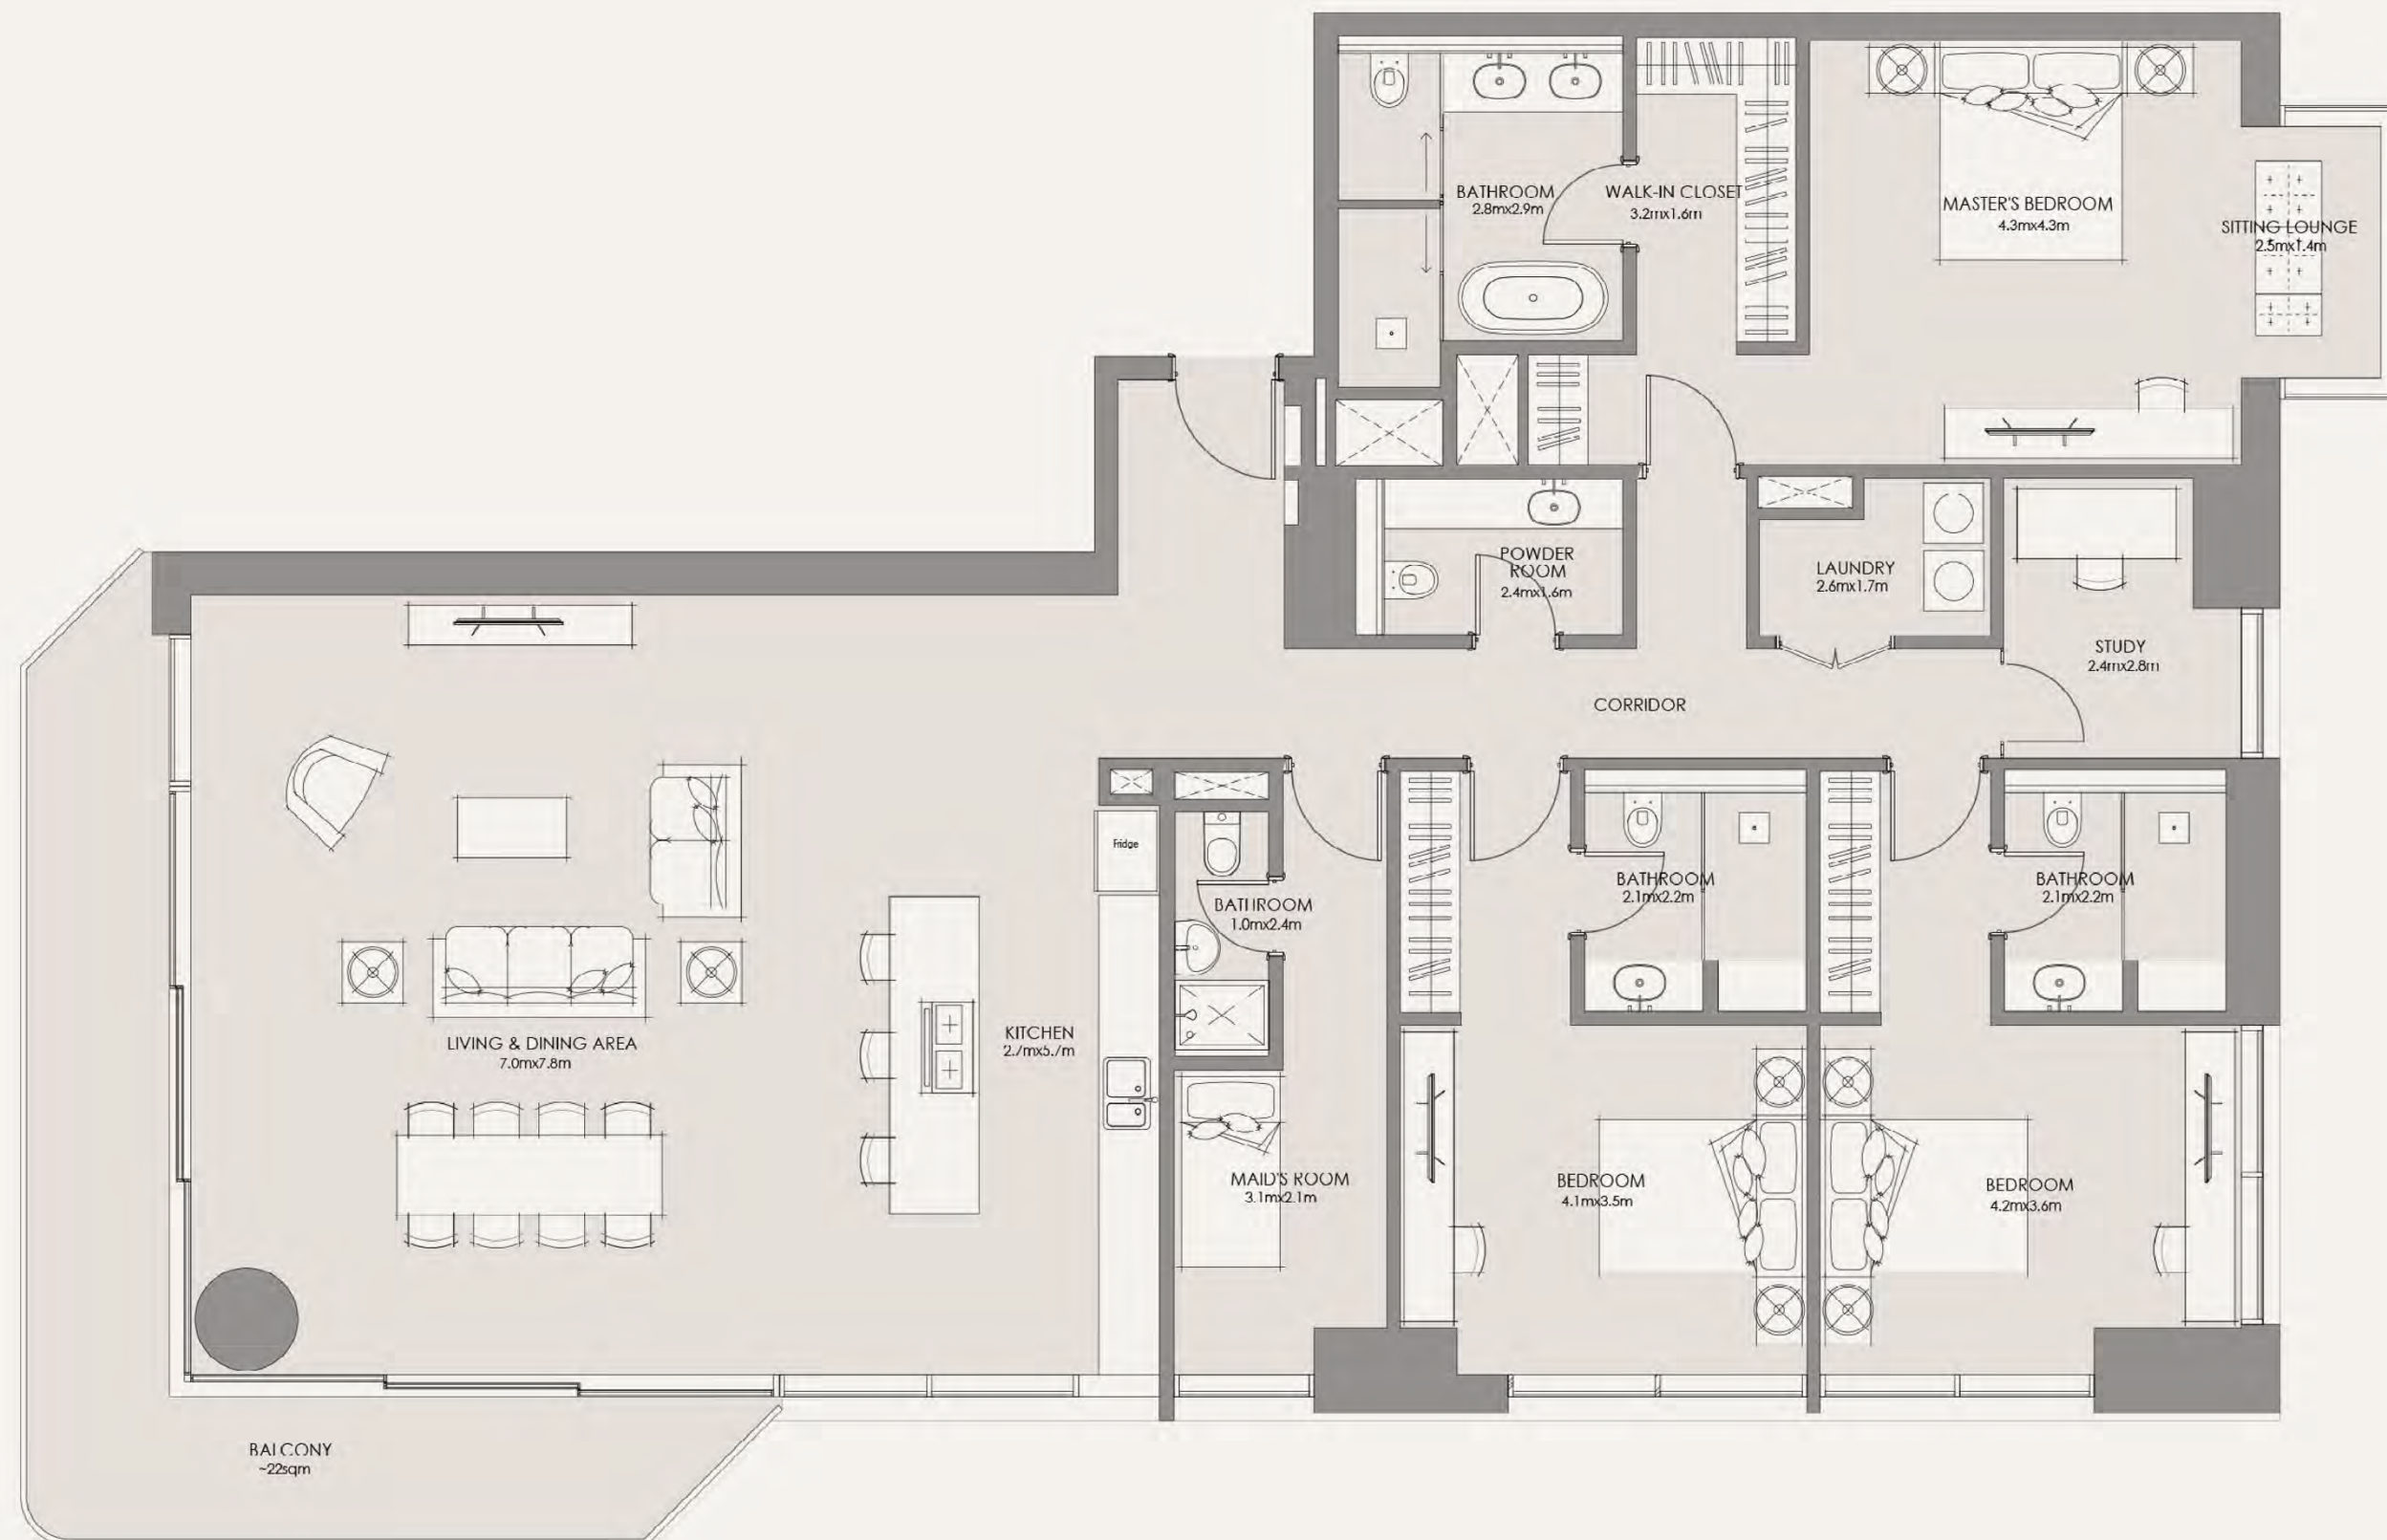 BATHROOM
2.8mx2.9m
WALK-IN CLOSET
3.2mx1.6m
MASTER'S BEDROOM
4.3mx4.3m
SITTING LOUNGE
2.5mx1.4m
POWDER
ROOM
2.4mx1.6m
LAUNDRY
2.6mx1.7m
STUDY
2.4mx2.8m
CORRIDOR
Fridge
BATHROOM
1.0mx2.4m
BATHROOM
2.1mx2.2m
BATHROOM
2.1mx2.2m
LIVING & DINING AREA
7.0mx7.8m
KITCHEN
2.7mx5.7m
MAID'S ROOM
3.1mx2.1m
BEDROOM
4.1mx3.5m
BEDROOM
4.2mx3.6m
BALCONY
~22sqm